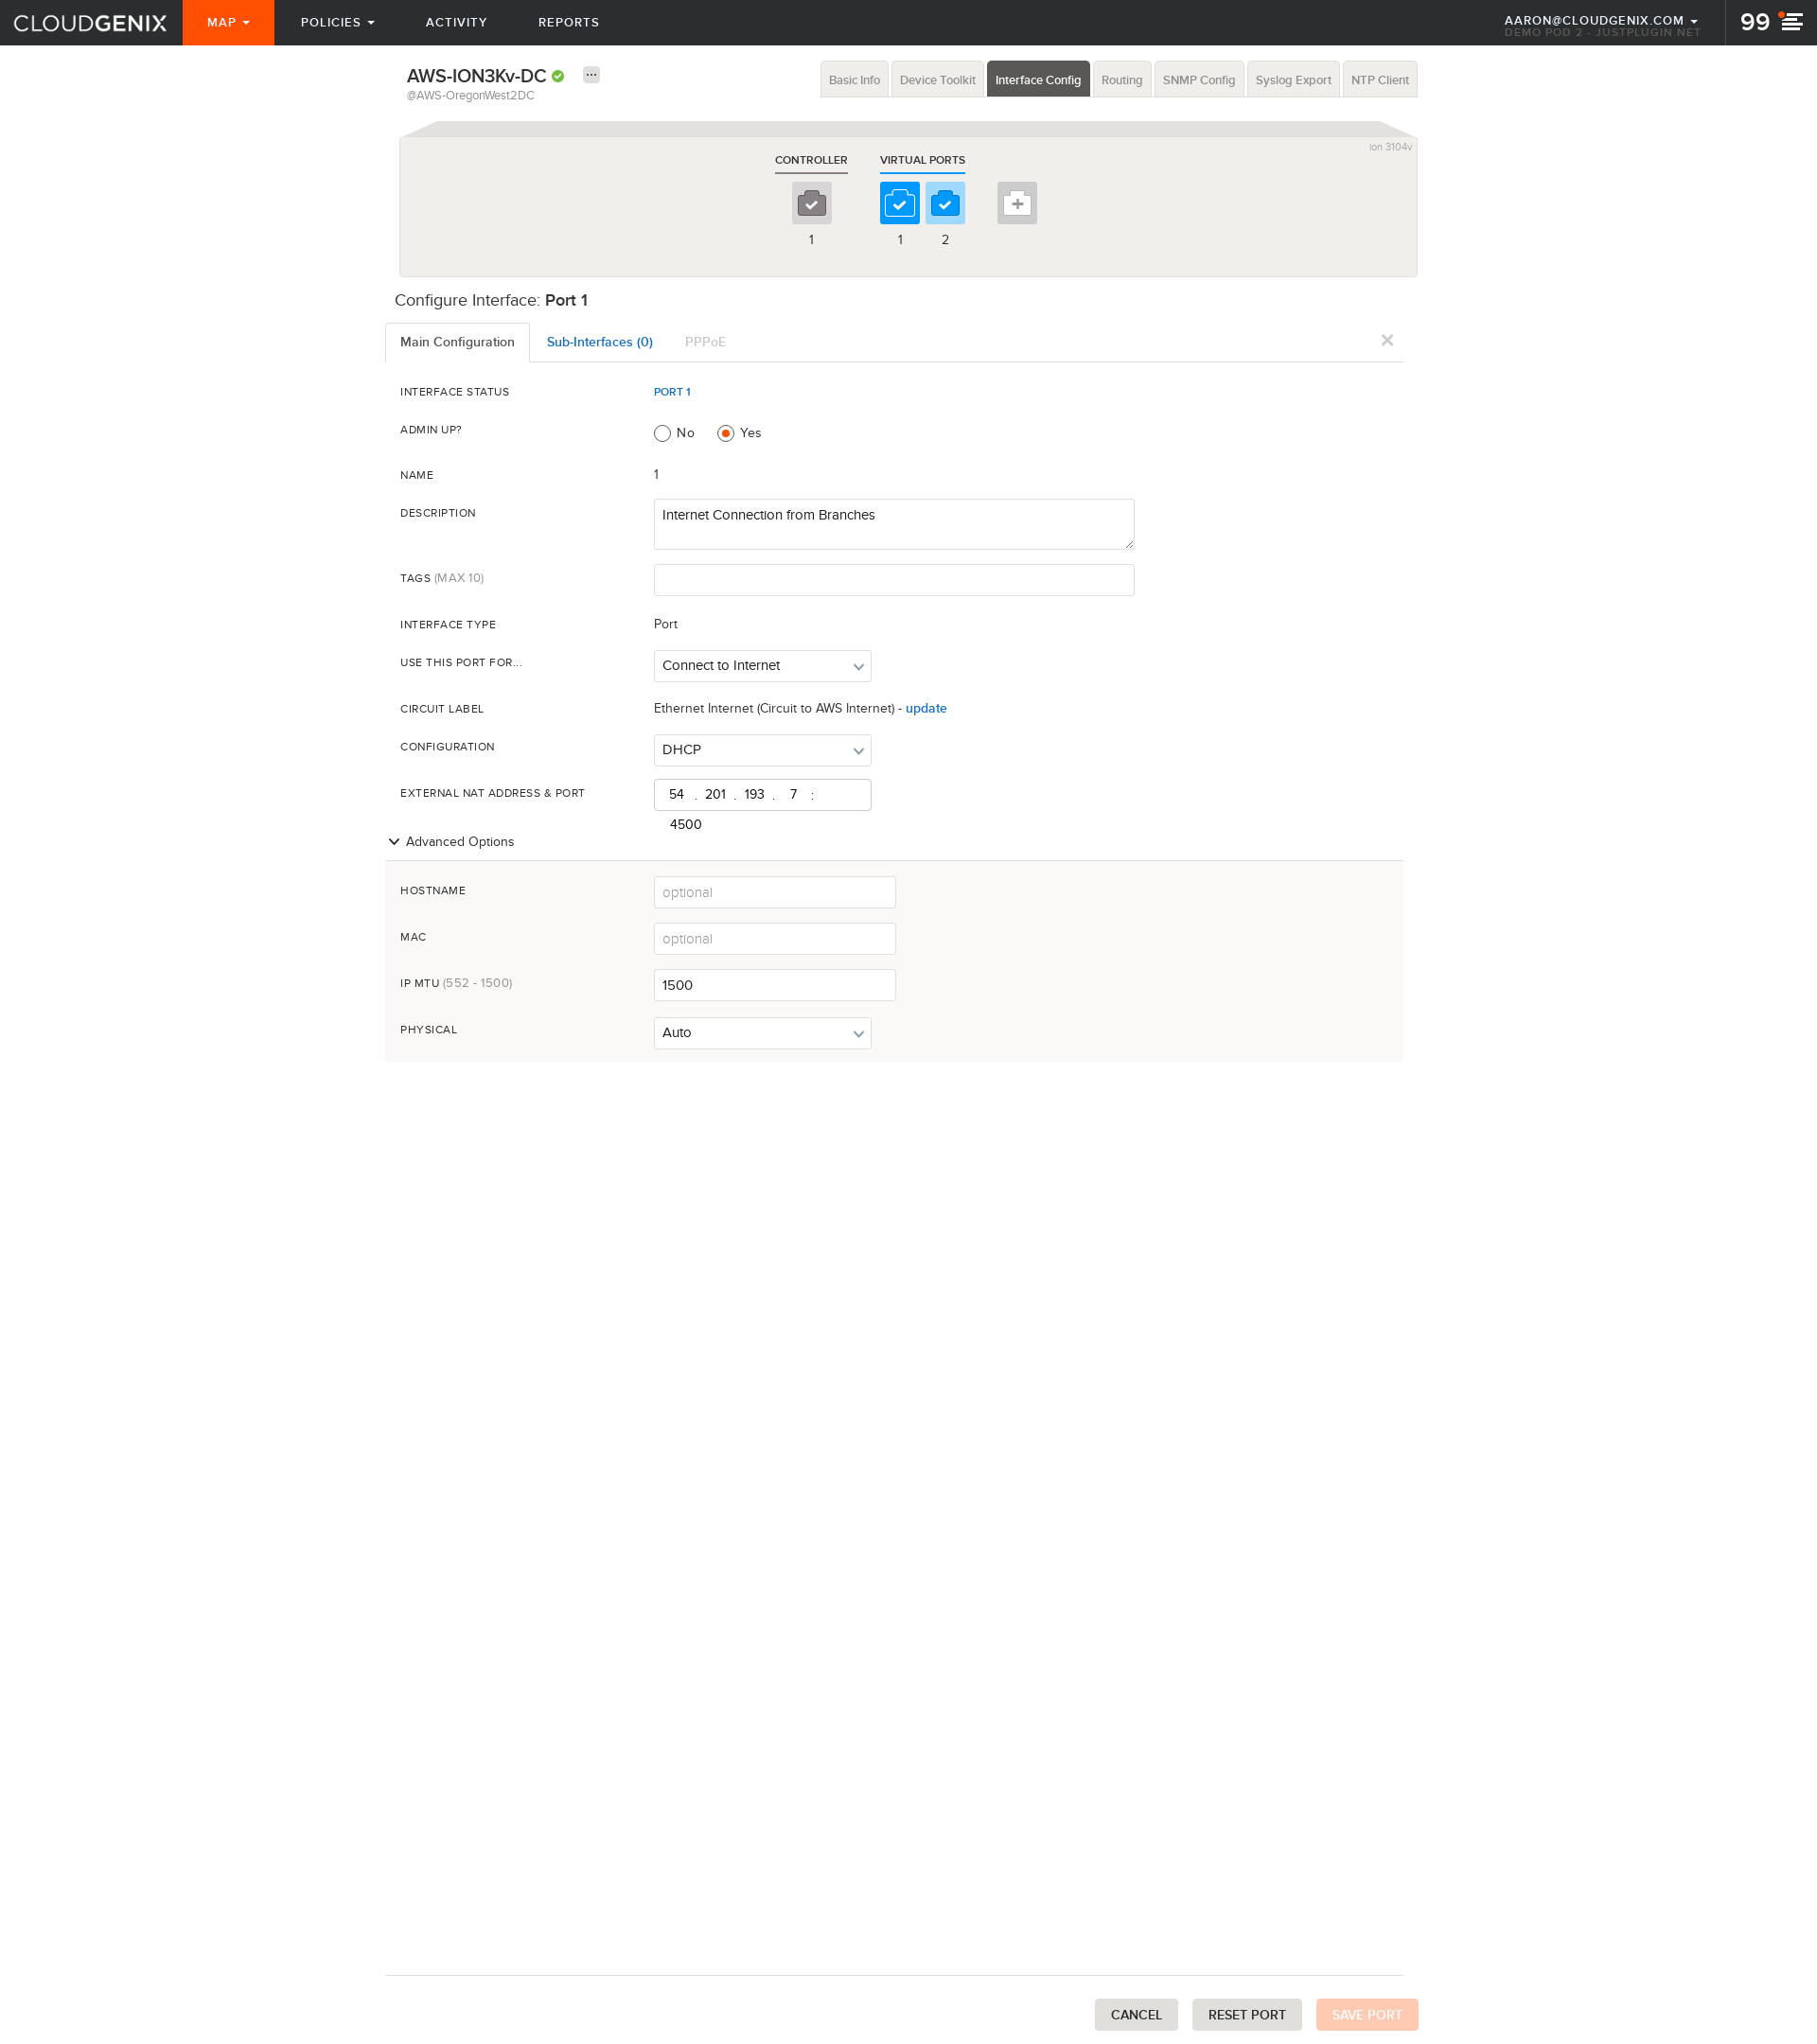 CLOUDGENIX MAP POLICIES ACTIVITY REPORTS AARON@CLOUDGENIX.COM 99
DEMO POD 2 - JUSTPLUGIN.NET
AWS-ION3Kv-DC
@AWS-OregonWest2DC
Basic Info Device Toolkit Interface Config Routing SNMP Config Syslog Export NTP Client
ion 3104v
CONTROLLER VIRTUAL PORTS
1 1 2
Configure Interface: Port 1
Main Configuration Sub-Interfaces (0) PPPoE
INTERFACE STATUS PORT 1
ADMIN UP? No Yes
NAME 1
DESCRIPTION Internet Connection from Branches
TAGS (MAX 10)
INTERFACE TYPE Port
USE THIS PORT FOR... Connect to Internet
CIRCUIT LABEL Ethernet Internet (Circuit to AWS Internet) - update
CONFIGURATION DHCP
EXTERNAL NAT ADDRESS & PORT 54 . 201 . 193 . 7 :
4500
Advanced Options
HOSTNAME optional
MAC optional
IP MTU (552 - 1500) 1500
PHYSICAL Auto
CANCEL RESET PORT SAVE PORT